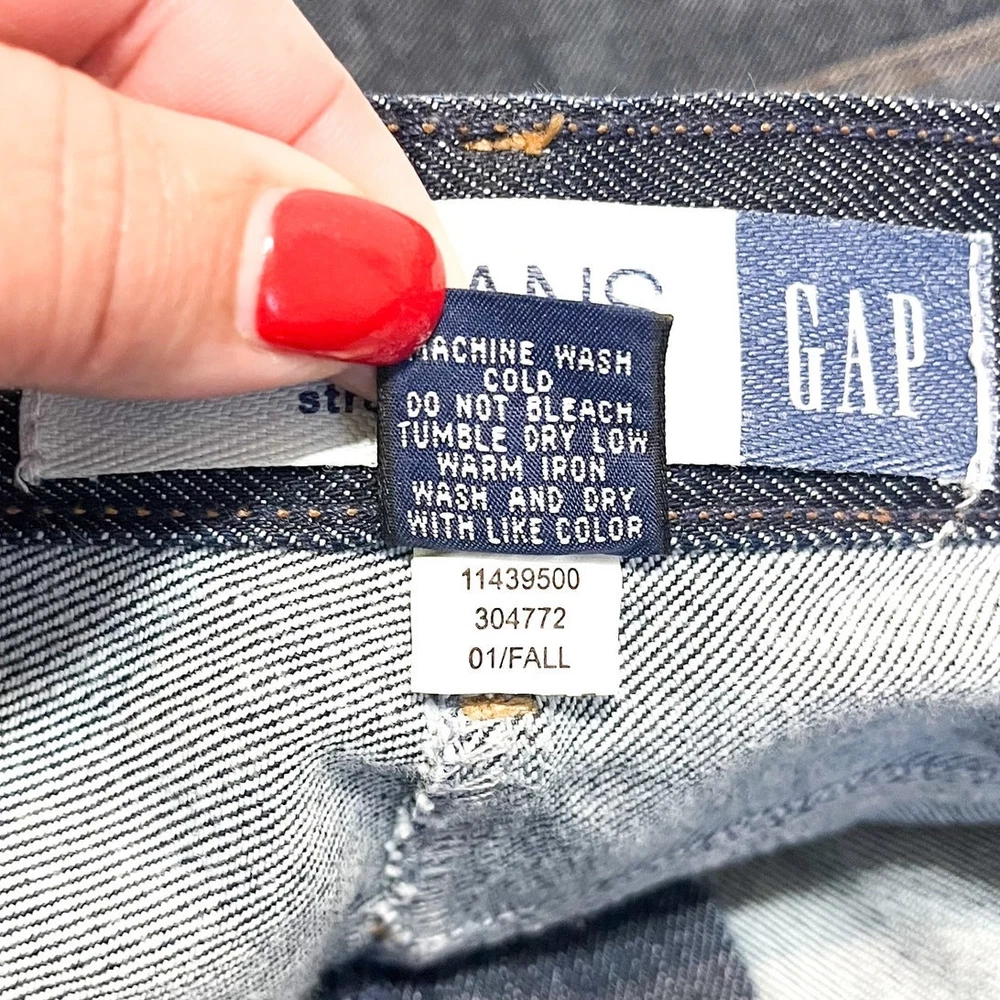 GAP
MACHINE WASH
COLD
DO NOT BLEACH
TUMBLE DRY LOW
WARM IRON
WASH AND DRY
WITH LIKE COLOR
11439500
304772
01/FALL